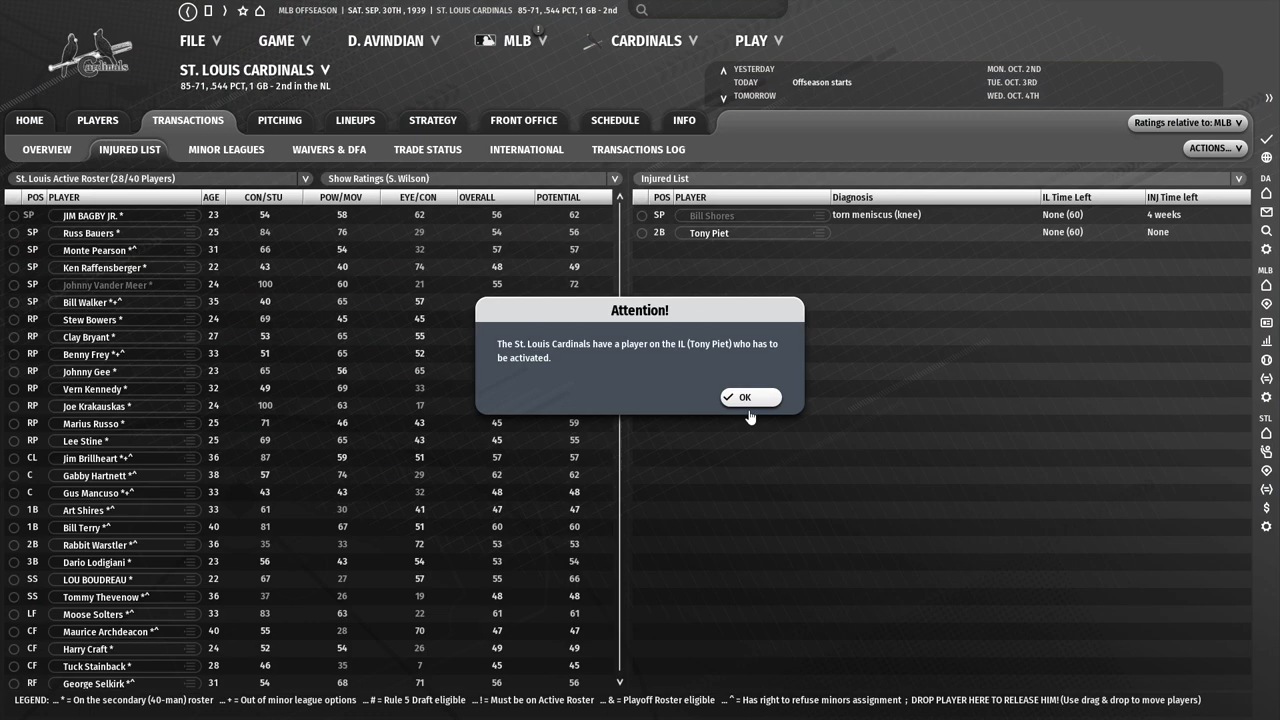 MLB OFFSEASON | SAT. SEP. 30TH , 1939 | ST. LOUIS CARDINALS 85-71, .544 PCT, 1 GB - 2nd
FILE GAME D. AVINDIAN MLB ! CARDINALS PLAY
Cardinals
ST. LOUIS CARDINALS
85-71, .544 PCT, 1 GB - 2nd in the NL
YESTERDAY MON. OCT. 2ND
TODAY Offseason starts TUE. OCT. 3RD
TOMORROW WED. OCT. 4TH
HOME PLAYERS TRANSACTIONS PITCHING LINEUPS STRATEGY FRONT OFFICE SCHEDULE INFO
Ratings relative to: MLB
OVERVIEW INJURED LIST MINOR LEAGUES WAIVERS & DFA TRADE STATUS INTERNATIONAL TRANSACTIONS LOG
ACTIONS...
St. Louis Active Roster (28/40 Players) Show Ratings (S. Wilson) Injured List
POS PLAYER AGE CON/STU POW/MOV EYE/CON OVERALL POTENTIAL
SP JIM BAGBY JR. * 23 54 58 62 56 62
SP Russ Bauers * 25 84 76 29 54 56
SP Monte Pearson *^ 31 66 54 32 57 57
SP Ken Raffensberger * 22 43 40 74 48 49
SP Johnny Vander Meer * 24 100 60 21 55 72
SP Bill Walker *+^ 35 40 65 57
RP Stew Bowers * 24 69 45 45
RP Clay Bryant * 27 53 65 55
RP Benny Frey *+^ 33 51 65 52
RP Johnny Gee * 23 65 56 65
RP Vern Kennedy * 32 49 69 33
RP Joe Krakauskas * 24 100 63 17
RP Marius Russo * 25 71 46 43 45 59
RP Lee Stine * 25 69 65 43 45 55
CL Jim Brillheart *+^ 36 87 59 51 57 57
C Gabby Hartnett *^ 38 57 74 29 62 62
C Gus Mancuso *+^ 33 43 43 32 48 48
1B Art Shires *^ 33 61 30 41 47 47
1B Bill Terry *^ 40 81 67 51 60 60
2B Rabbit Warstler *^ 36 35 33 72 53 53
3B Dario Lodigiani * 23 56 43 54 53 54
SS LOU BOUDREAU * 22 67 27 57 55 66
SS Tommy Thevenow *^ 36 37 26 19 48 48
LF Moose Solters *^ 33 83 63 22 61 61
CF Maurice Archdeacon *^ 40 55 28 70 47 47
CF Harry Craft * 24 52 54 26 49 49
CF Tuck Stainback * 28 46 35 7 45 45
RF George Selkirk *^ 31 54 68 71 56 56
POS PLAYER Diagnosis IL Time Left INJ Time left
SP Bill Shores torn meniscus (knee) None (60) 4 weeks
2B Tony Piet None (60) None
Attention!
The St. Louis Cardinals have a player on the IL (Tony Piet) who has to
be activated.
OK
DA
MLB
STL
LEGEND: ... * = On the secondary (40-man) roster ... + = Out of minor league options ... # = Rule 5 Draft eligible ... ! = Must be on Active Roster ... & = Playoff Roster eligible ... ^ = Has right to refuse minors assignment ; DROP PLAYER HERE TO RELEASE HIM! (Use drag & drop to move players)